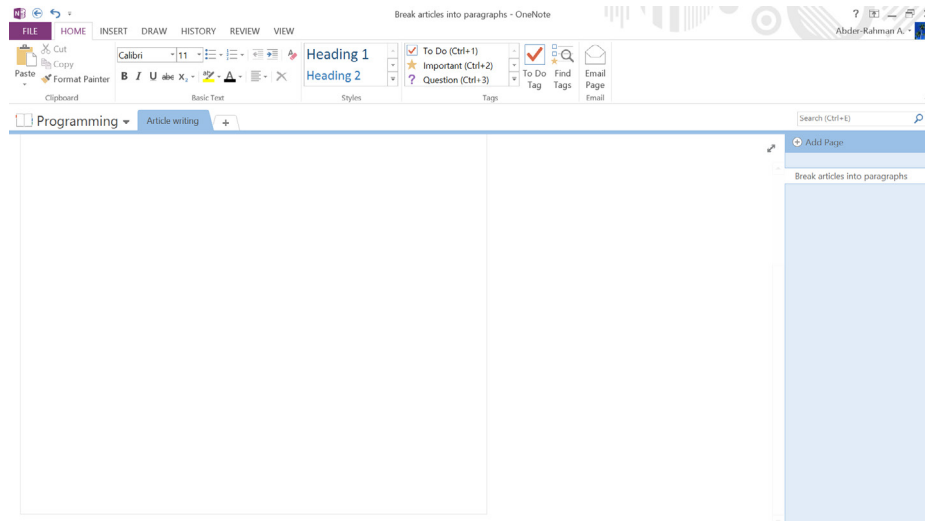 Break articles into paragraphs - OneNote
FILE HOME INSERT DRAW HISTORY REVIEW VIEW
Abder-Rahman A.
Paste
Cut
Copy
Format Painter
Clipboard
Calibri 11
B I U abc X₂ aby A
Basic Text
Heading 1
Heading 2
Styles
To Do (Ctrl+1)
Important (Ctrl+2)
? Question (Ctrl+3)
To Do Tag
Find Tags
Tags
Email Page
Email
Programming
Article writing
+
Search (Ctrl+E)
Add Page
Break articles into paragraphs